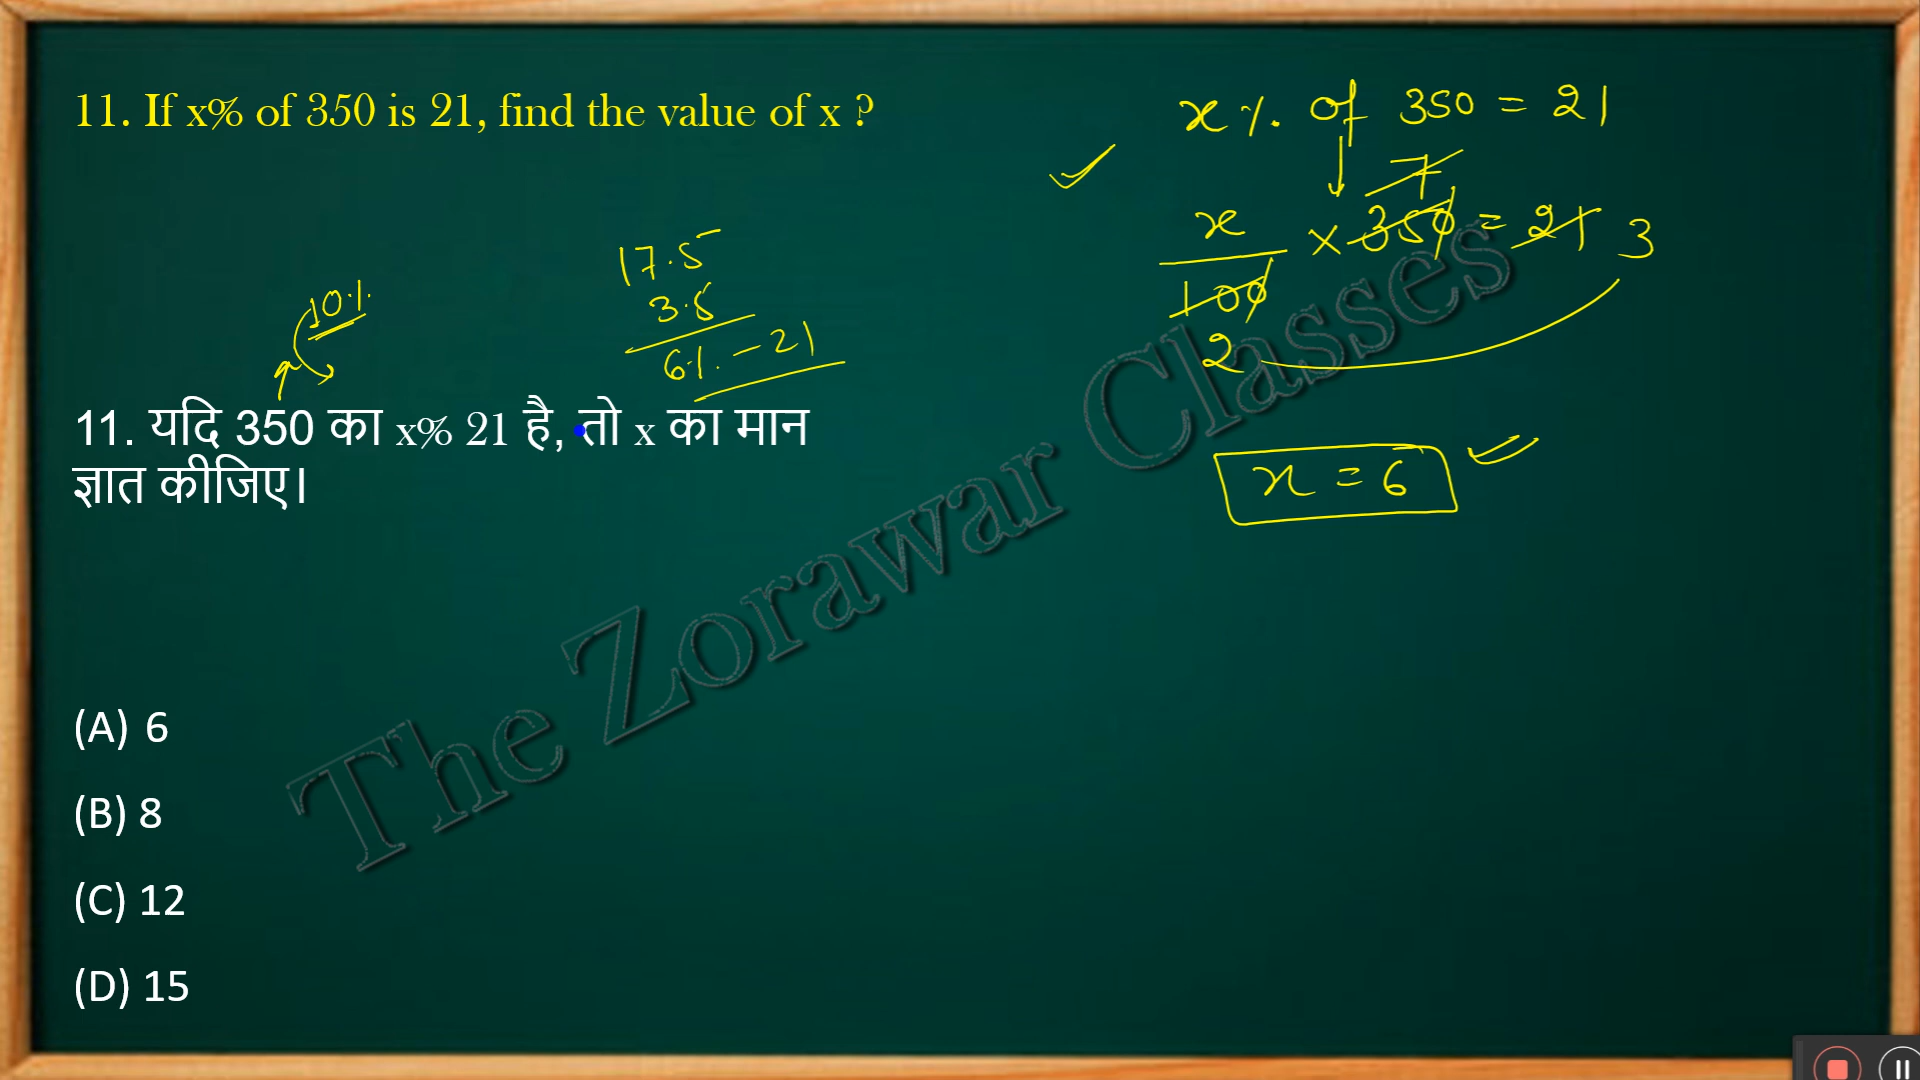 11. If x% of 350 is 21, find the value of x ?
x%. of 350 = 21
7
x
100
× 350 = 21 3
2
x = 6
17.5
3.5
6%. – 21
10%.
11. यदि 350 का x% 21 है, तो x का मान
ज्ञात कीजिए।
The Zorawar Classes
(A) 6
(B) 8
(C) 12
(D) 15